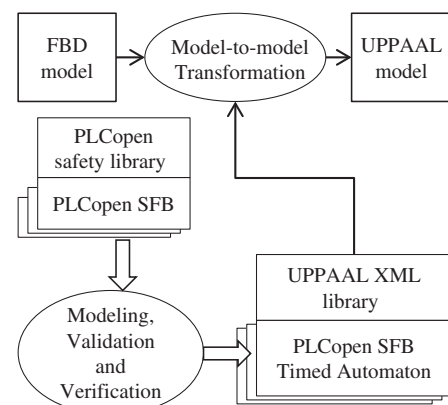 FBD
model
Model-to-model
Transformation
UPPAAL
model
PLCopen
safety library
PLCopen SFB
UPPAAL XML
library
Modeling,
Validation
and
Verification
PLCopen SFB
Timed Automaton